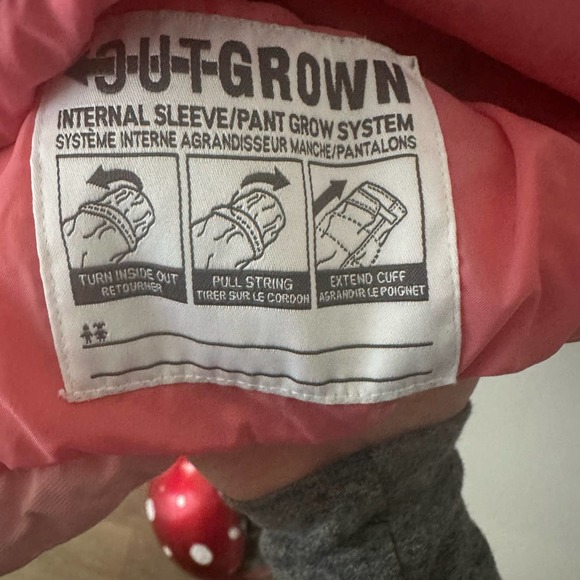 OUTGROWN
INTERNAL SLEEVE/PANT GROW SYSTEM
SYSTÈME INTERNE AGRANDISSEUR MANCHE/PANTALONS
TURN INSIDE OUT
RETOURNER
PULL STRING
TIRER SUR LE CORDON
EXTEND CUFF
AGRANDIR LE POIGNET